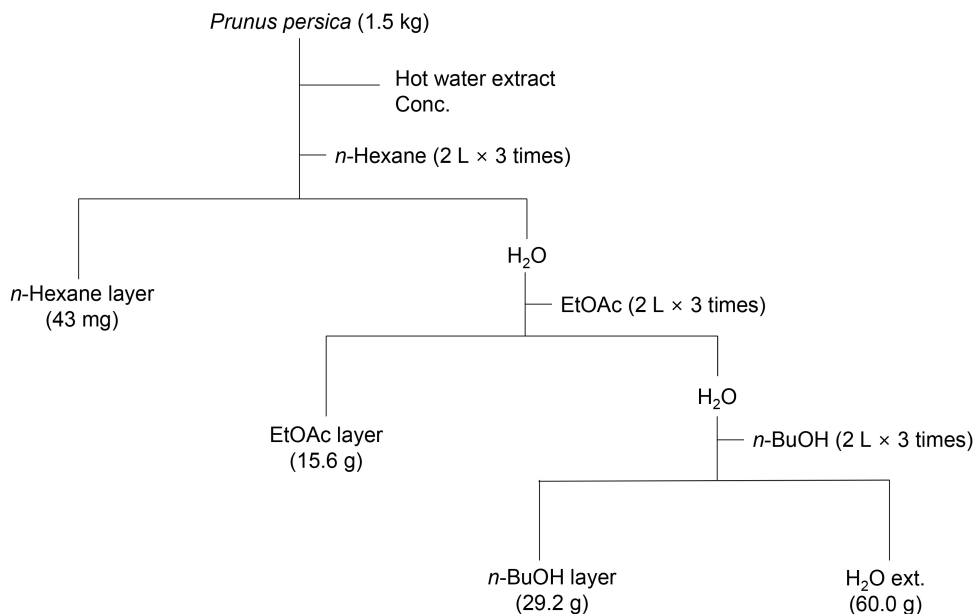 Prunus persica (1.5 kg)
Hot water extract
Conc.
n-Hexane (2 L × 3 times)
H₂O
n-Hexane layer
(43 mg)
EtOAc (2 L × 3 times)
H₂O
EtOAc layer
(15.6 g)
n-BuOH (2 L × 3 times)
n-BuOH layer
(29.2 g)
H₂O ext.
(60.0 g)